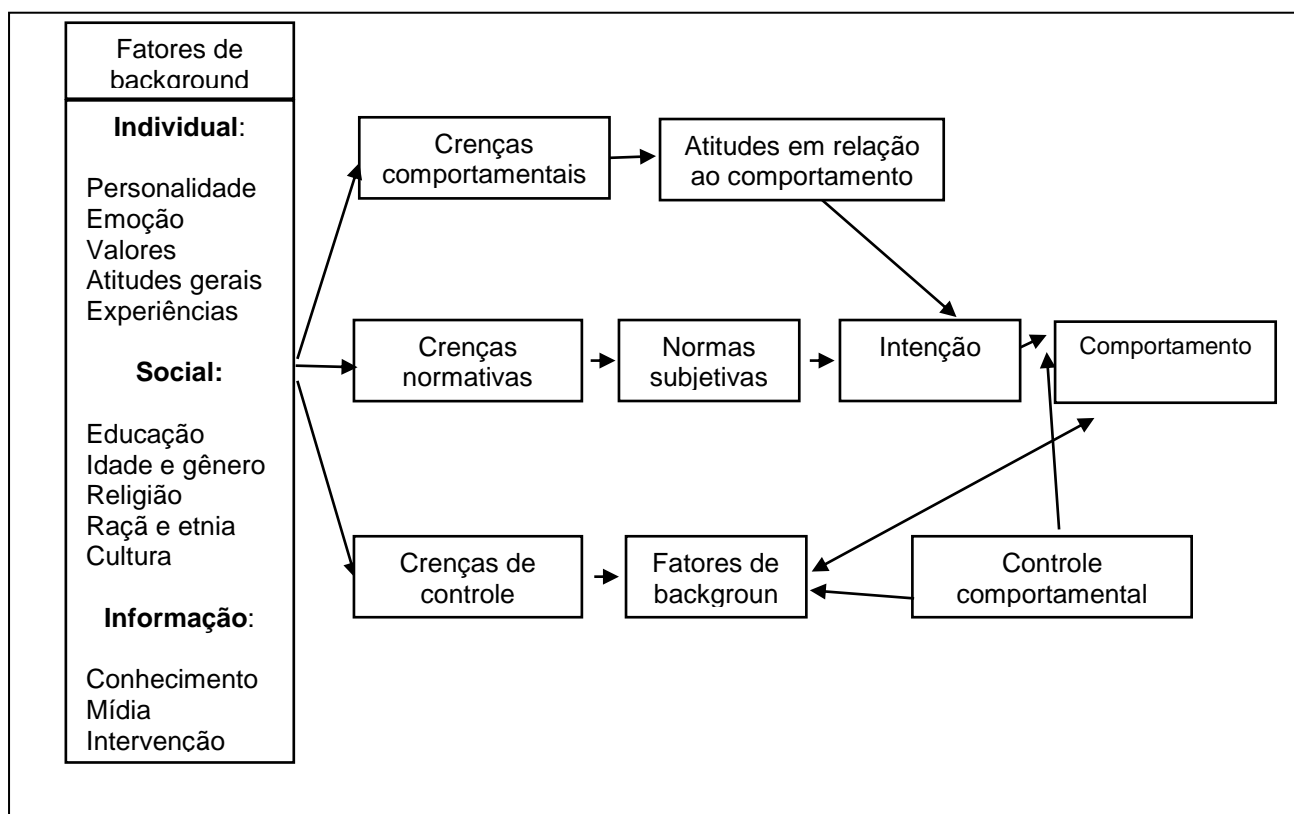 Fatores de
background
Individual:
Personalidade
Emoção
Valores
Atitudes gerais
Experiências
Social:
Educação
Idade e gênero
Religião
Raçã e etnia
Cultura
Informação:
Conhecimento
Mídia
Intervenção
Crenças
comportamentais
Atitudes em relação
ao comportamento
Crenças
normativas
Normas
subjetivas
Intenção
Comportamento
Crenças de
controle
Fatores de
backgroun
Controle
comportamental